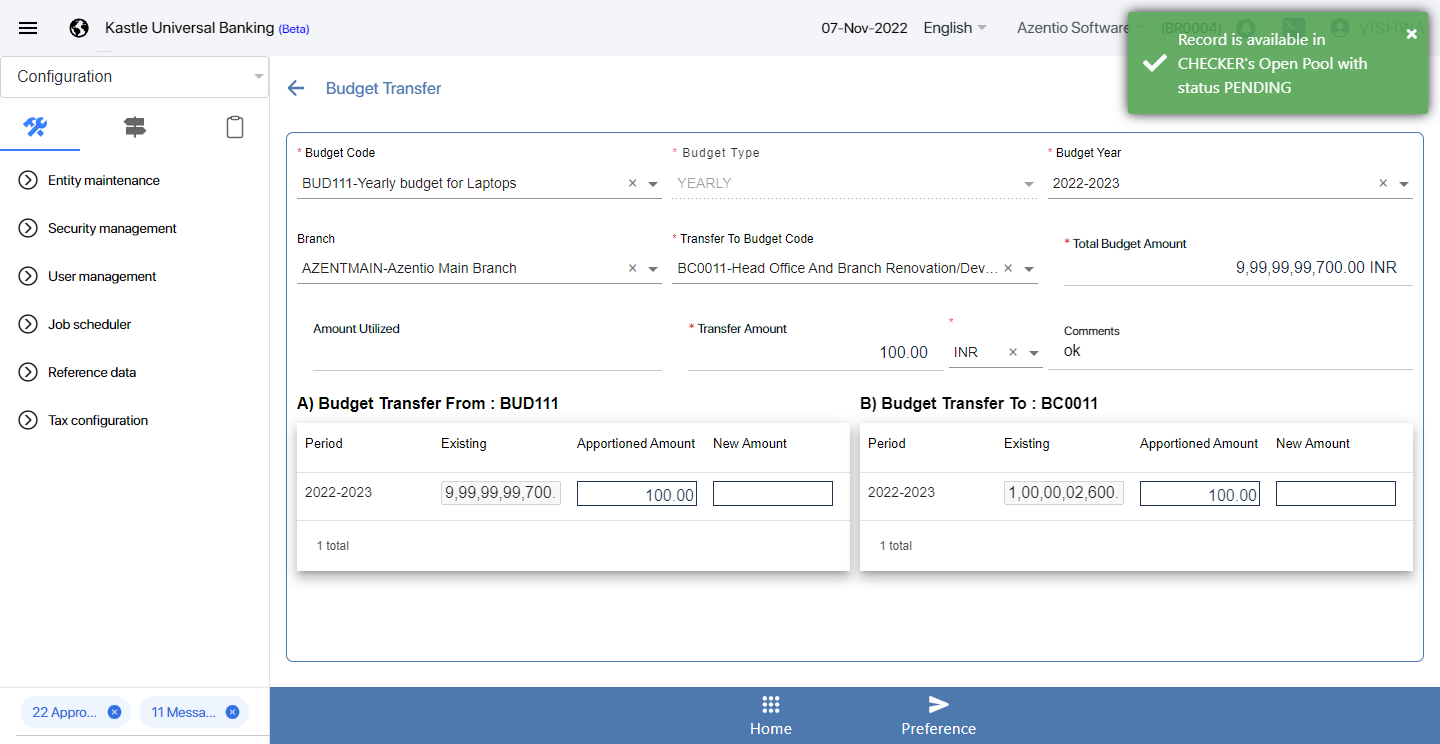 Kastle Universal Banking (Beta)
07-Nov-2022
English
Azentio Software
(BR0004)
VISHWA
Record is available in
CHECKER's Open Pool with
status PENDING
Configuration
Budget Transfer
Entity maintenance
Security management
User management
Job scheduler
Reference data
Tax configuration
* Budget Code
* Budget Type
* Budget Year
BUD111-Yearly budget for Laptops
YEARLY
2022-2023
Branch
* Transfer To Budget Code
* Total Budget Amount
AZENTMAIN-Azentio Main Branch
BC0011-Head Office And Branch Renovation/Dev...
9,99,99,99,700.00 INR
Amount Utilized
* Transfer Amount
*
Comments
100.00
INR
ok
A) Budget Transfer From : BUD111
Period Existing Apportioned Amount New Amount
2022-2023 9,99,99,99,700. 100.00
1 total
B) Budget Transfer To : BC0011
Period Existing Apportioned Amount New Amount
2022-2023 1,00,00,02,600. 100.00
1 total
22 Appro...
11 Messa...
Home
Preference